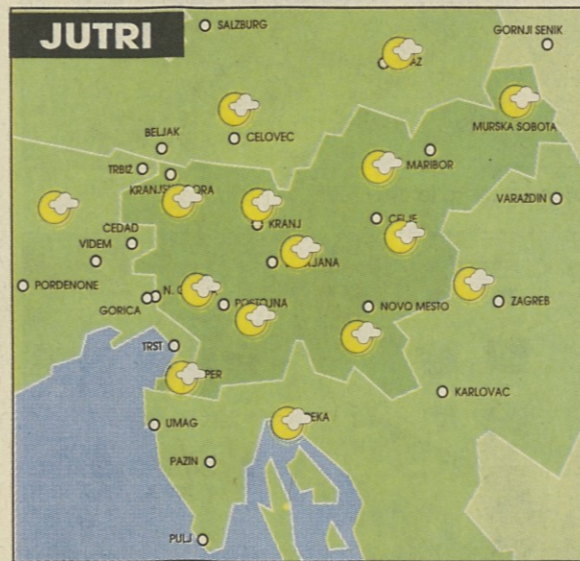 JUTRI
SALZBURG
GORNJI SENIK
MURSKA SOBOTA
BELJAK
CELOVEC
MARIBOR
TRBIŽ
VARAŽDIN
CELJE
KRANJ
ČEDAD
VIDEM
PORDENONE
N.
GORICA
POSTOJNA
NOVO MESTO
ZAGREB
TRST
KARLOVAC
UMAG
PAZIN
PULJ